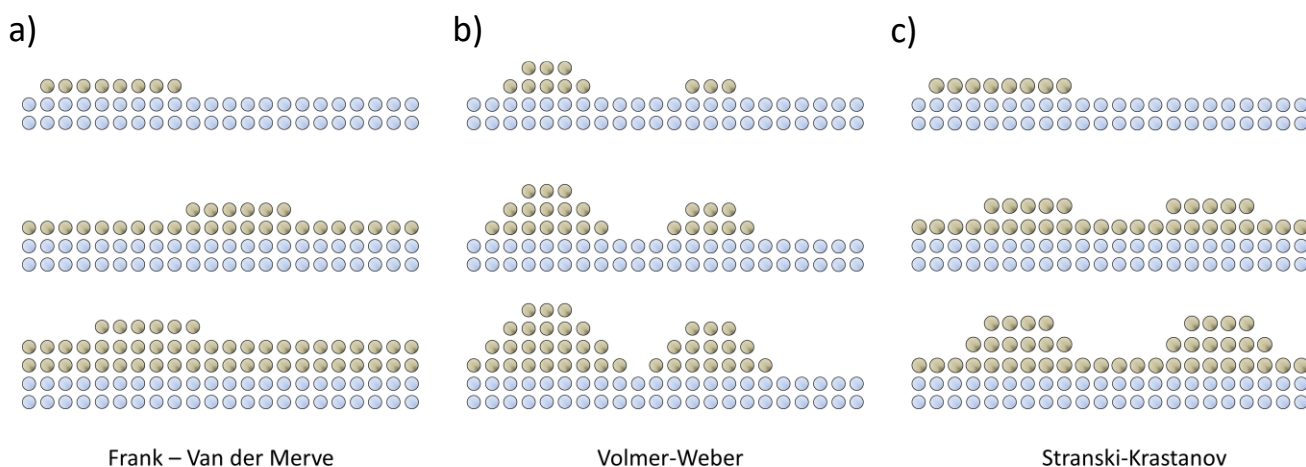 a)
b)
c)
Frank – Van der Merve
Volmer-Weber
Stranski-Krastanov